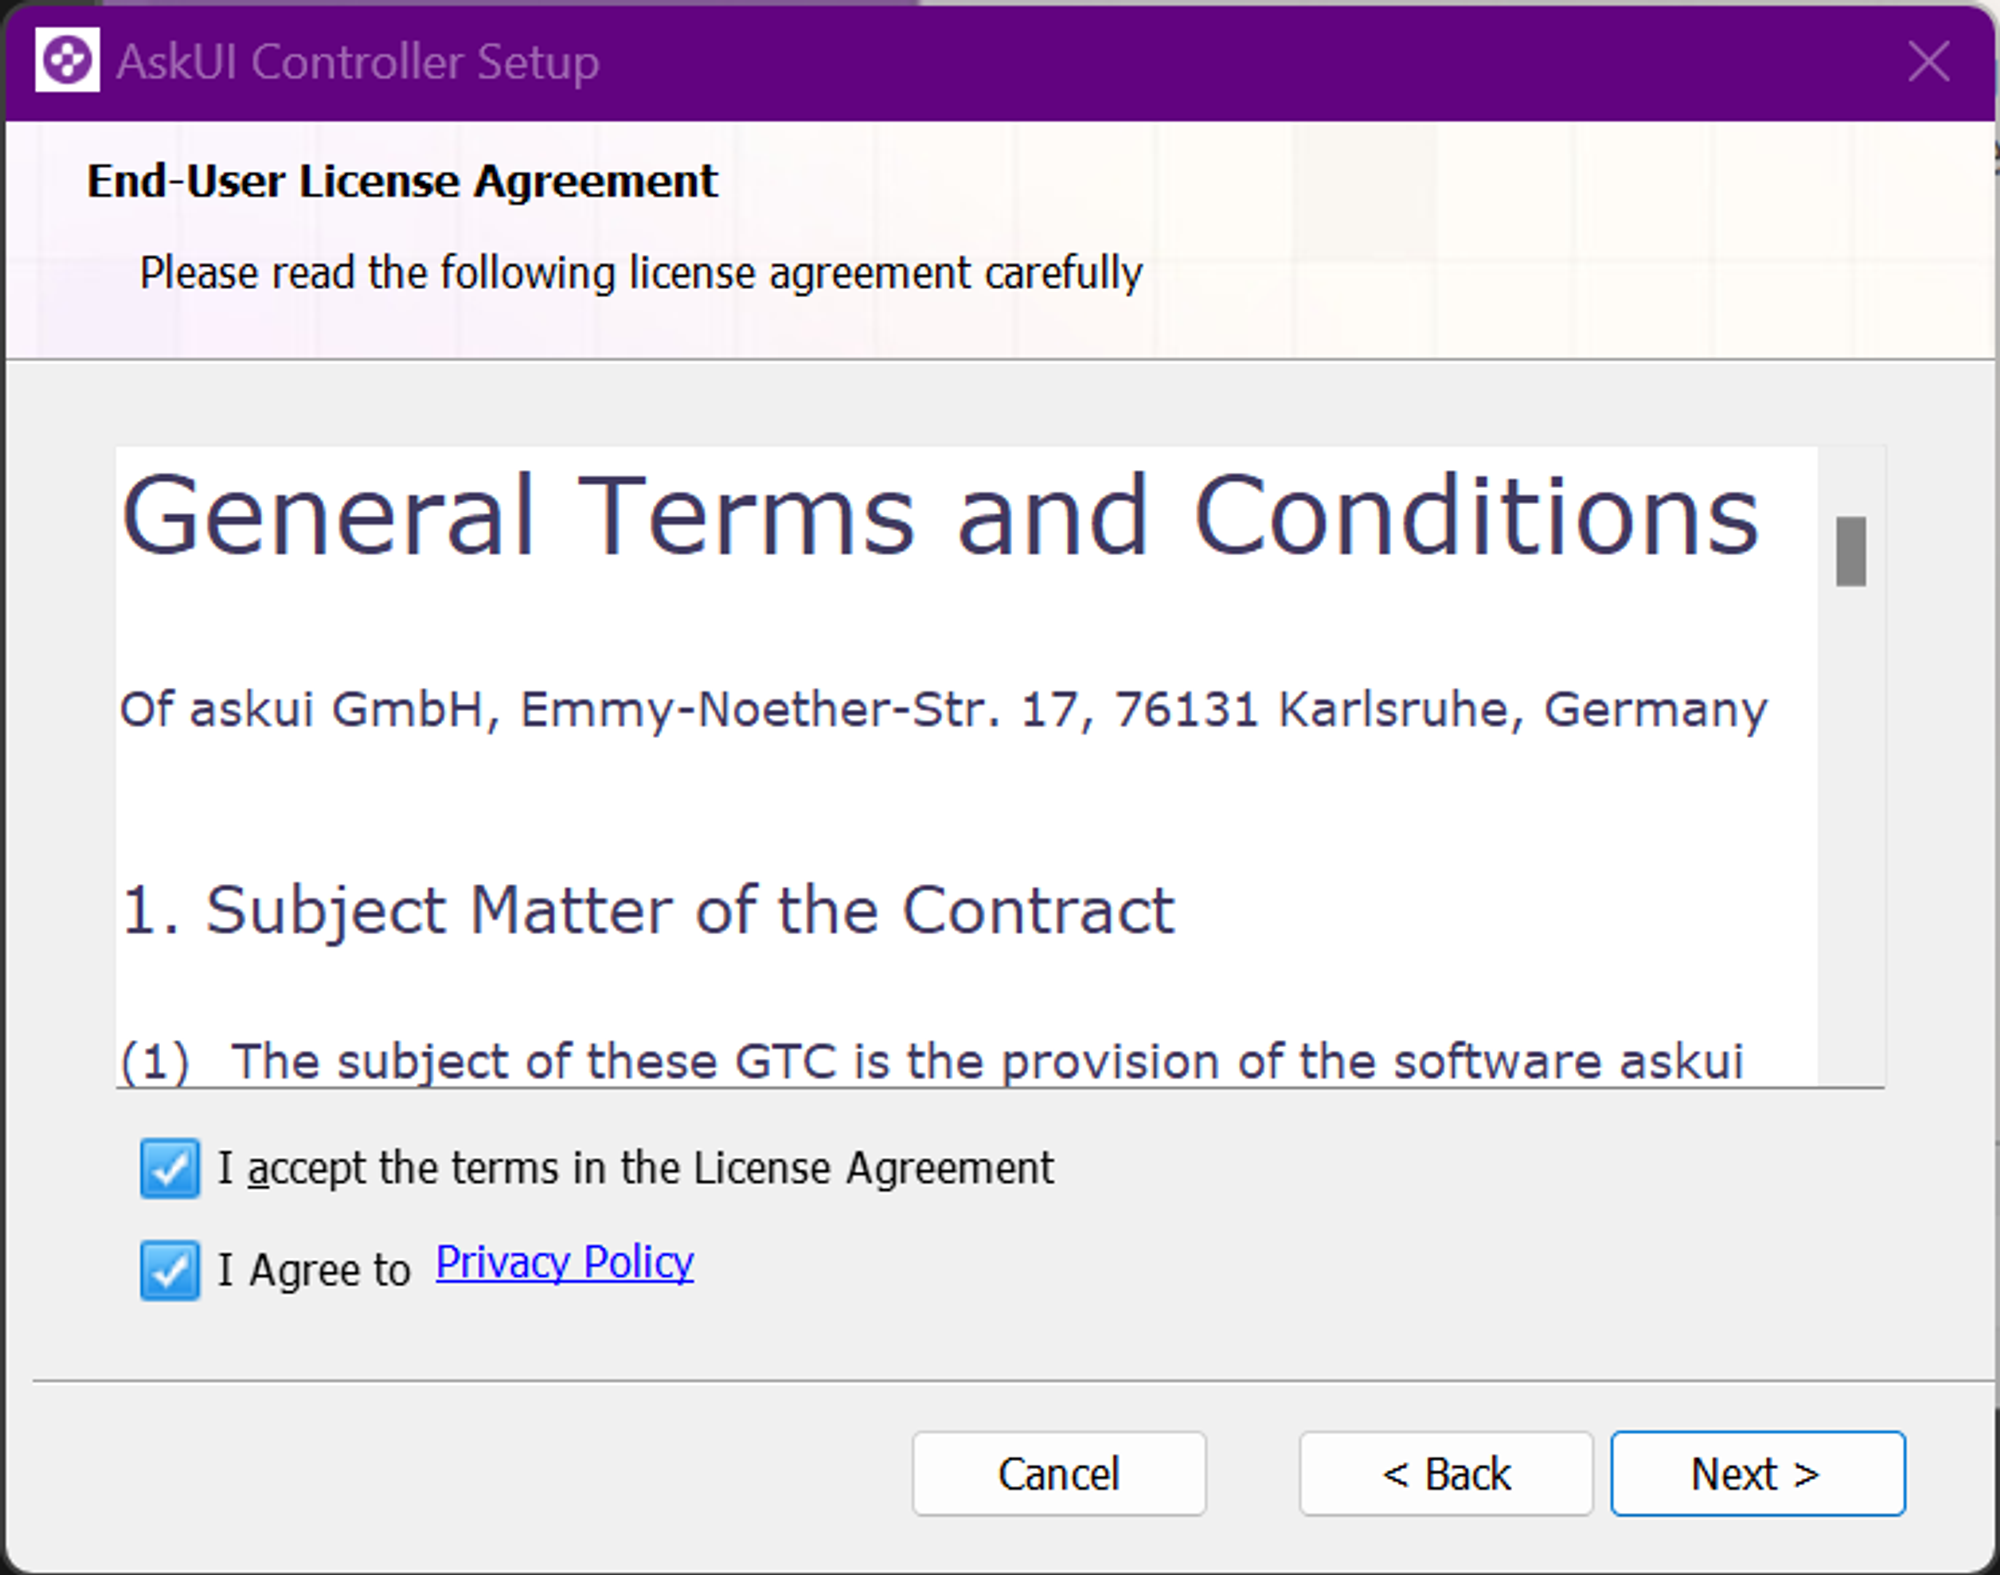 AskUI Controller Setup
End-User License Agreement
Please read the following license agreement carefully
General Terms and Conditions
Of askui GmbH, Emmy-Noether-Str. 17, 76131 Karlsruhe, Germany
1. Subject Matter of the Contract
(1) The subject of these GTC is the provision of the software askui
I accept the terms in the License Agreement
I Agree to Privacy Policy
Cancel
< Back
Next >